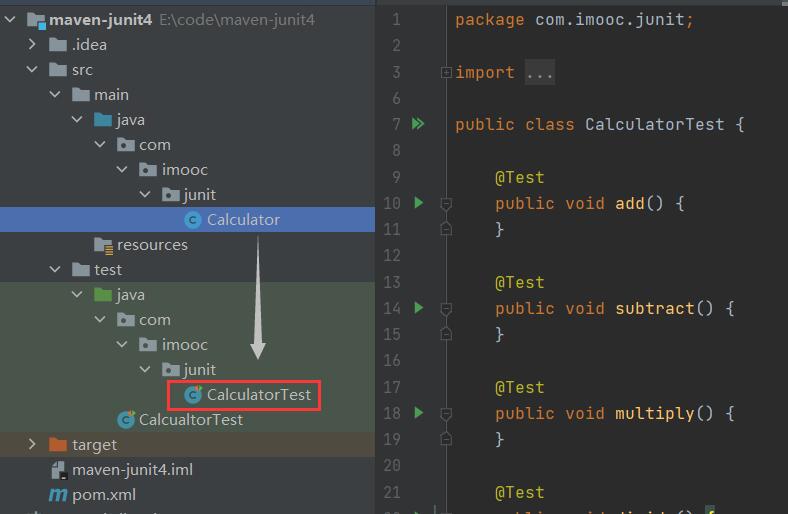 maven-junit4 E:\code\maven-junit4
.idea
src
main
java
com
imooc
junit
Calculator
resources
test
java
com
imooc
junit
CalculatorTest
CalcualtorTest
target
maven-junit4.iml
pom.xml
1 package com.imooc.junit;
2
3 import ...
6
7 public class CalculatorTest {
8
9 @Test
10 public void add() {
11 }
12
13 @Test
14 public void subtract() {
15 }
16
17 @Test
18 public void multiply() {
19 }
20
21 @Test